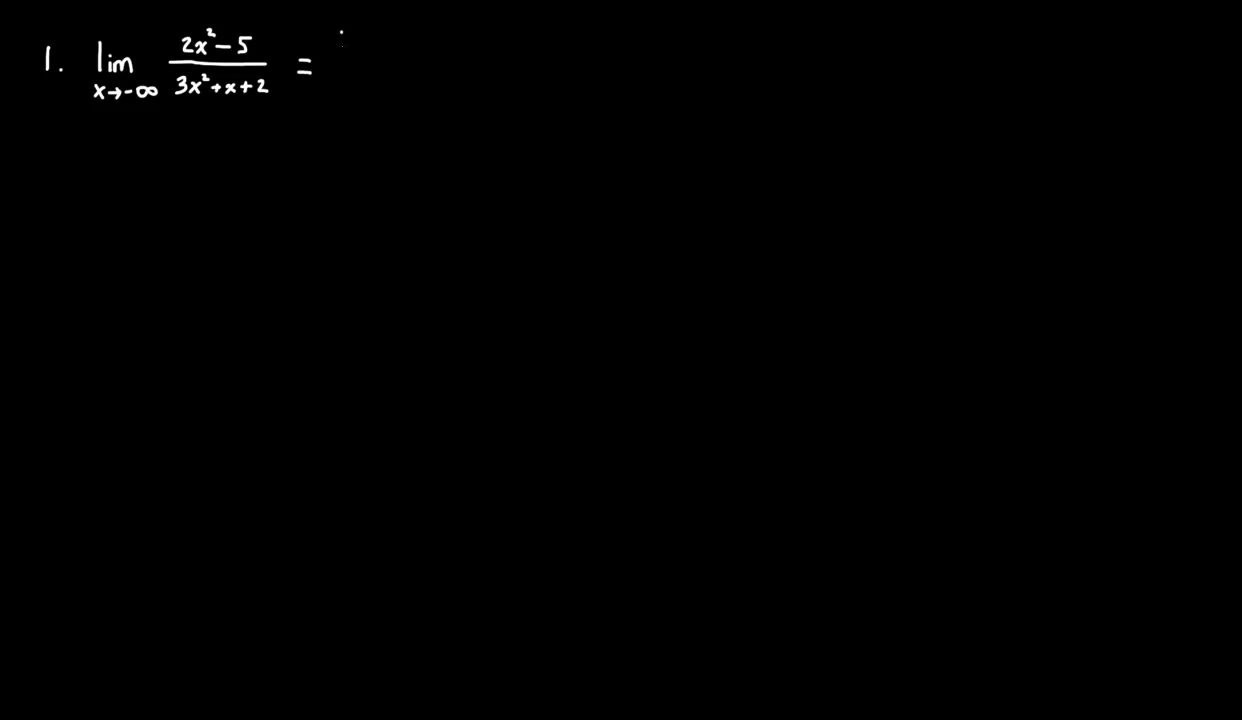 1. lim x→-∞ (2x² - 5)/(3x² + x + 2) =